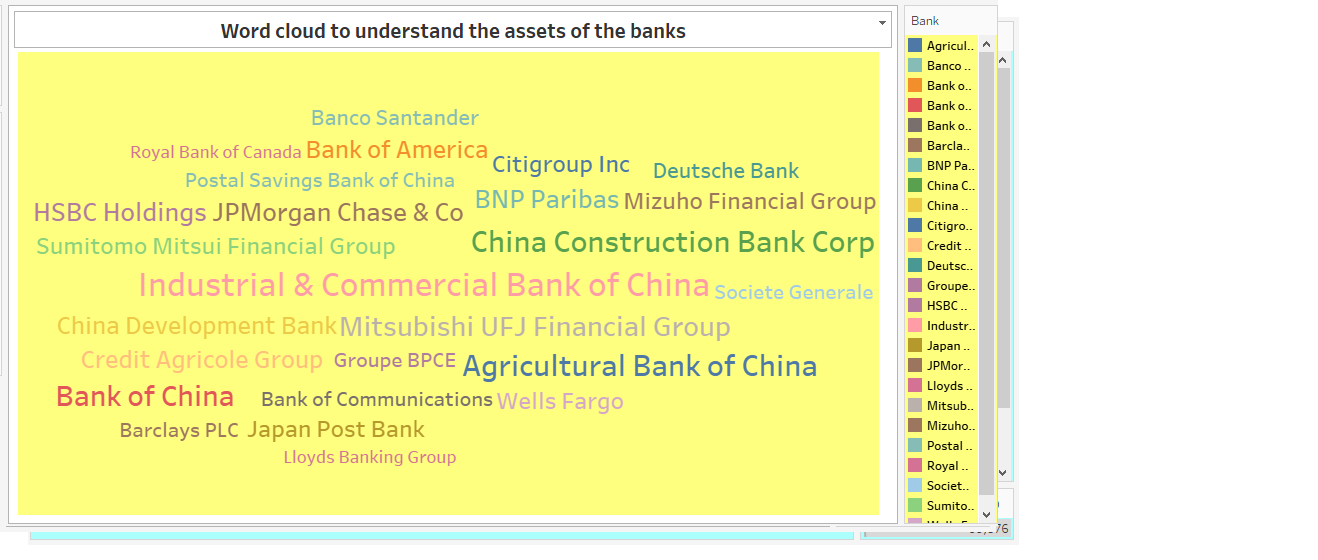 Word cloud to understand the assets of the banks
Banco Santander
Royal Bank of Canada
Bank of America
Citigroup Inc
Deutsche Bank
Postal Savings Bank of China
BNP Paribas
Mizuho Financial Group
HSBC Holdings
JPMorgan Chase & Co
Sumitomo Mitsui Financial Group
China Construction Bank Corp
Industrial & Commercial Bank of China
Societe Generale
China Development Bank
Mitsubishi UFJ Financial Group
Credit Agricole Group
Groupe BPCE
Agricultural Bank of China
Bank of China
Bank of Communications
Wells Fargo
Barclays PLC
Japan Post Bank
Lloyds Banking Group
Bank
Agricul..
Banco ..
Bank o..
Bank o..
Bank o..
Barcla..
BNP Pa..
China C..
China ..
Citigro..
Credit ..
Deutsc..
Groupe..
HSBC ..
Industr..
Japan ..
JPMor..
Lloyds ..
Mitsub..
Mizuho..
Postal ..
Royal ..
Societ..
Sumito..